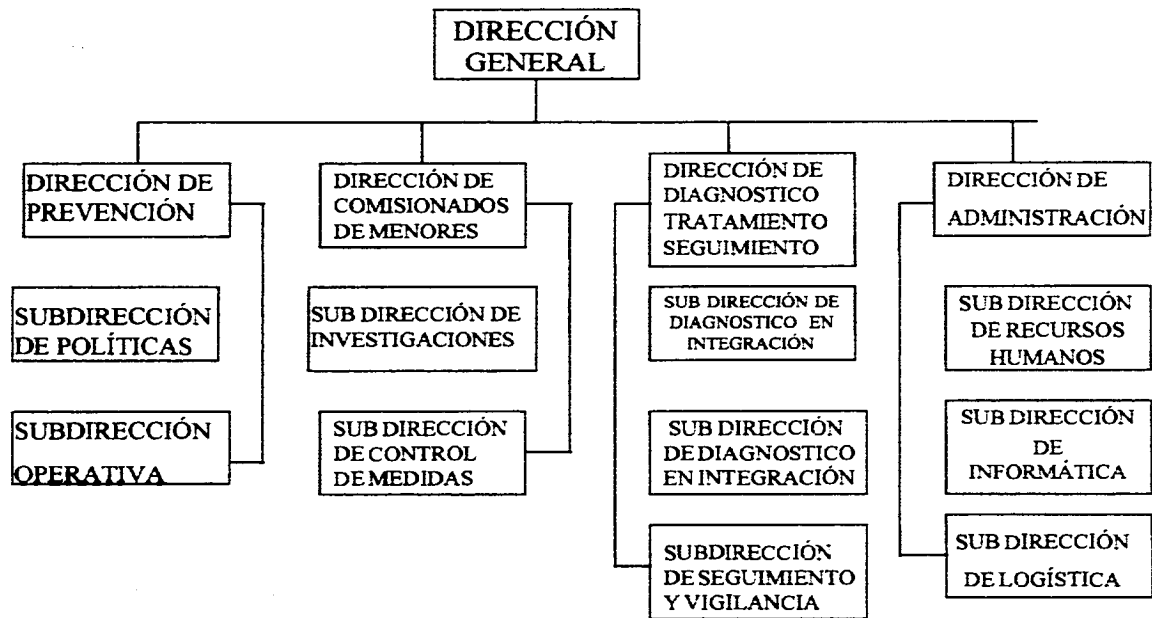 DIRECCIÓN
GENERAL
DIRECCIÓN DE
PREVENCIÓN
SUBDIRECCIÓN
DE POLÍTICAS
SUBDIRECCIÓN
OPERATIVA
DIRECCIÓN DE
COMISIONADOS
DE MENORES
SUB DIRECCIÓN DE
INVESTIGACIONES
SUB DIRECCIÓN
DE CONTROL
DE MEDIDAS
DIRECCIÓN DE
DIAGNOSTICO
TRATAMIENTO
SEGUIMIENTO
SUB DIRECCIÓN DE
DIAGNOSTICO EN
INTEGRACIÓN
SUB DIRECCIÓN
DE DIAGNOSTICO
EN INTEGRACIÓN
SUBDIRECCIÓN
DE SEGUIMIENTO
Y VIGILANCIA
DIRECCIÓN DE
ADMINISTRACIÓN
SUB DIRECCIÓN
DE RECURSOS
HUMANOS
SUB DIRECCIÓN
DE
INFORMÁTICA
SUB DIRECCIÓN
DE LOGÍSTICA